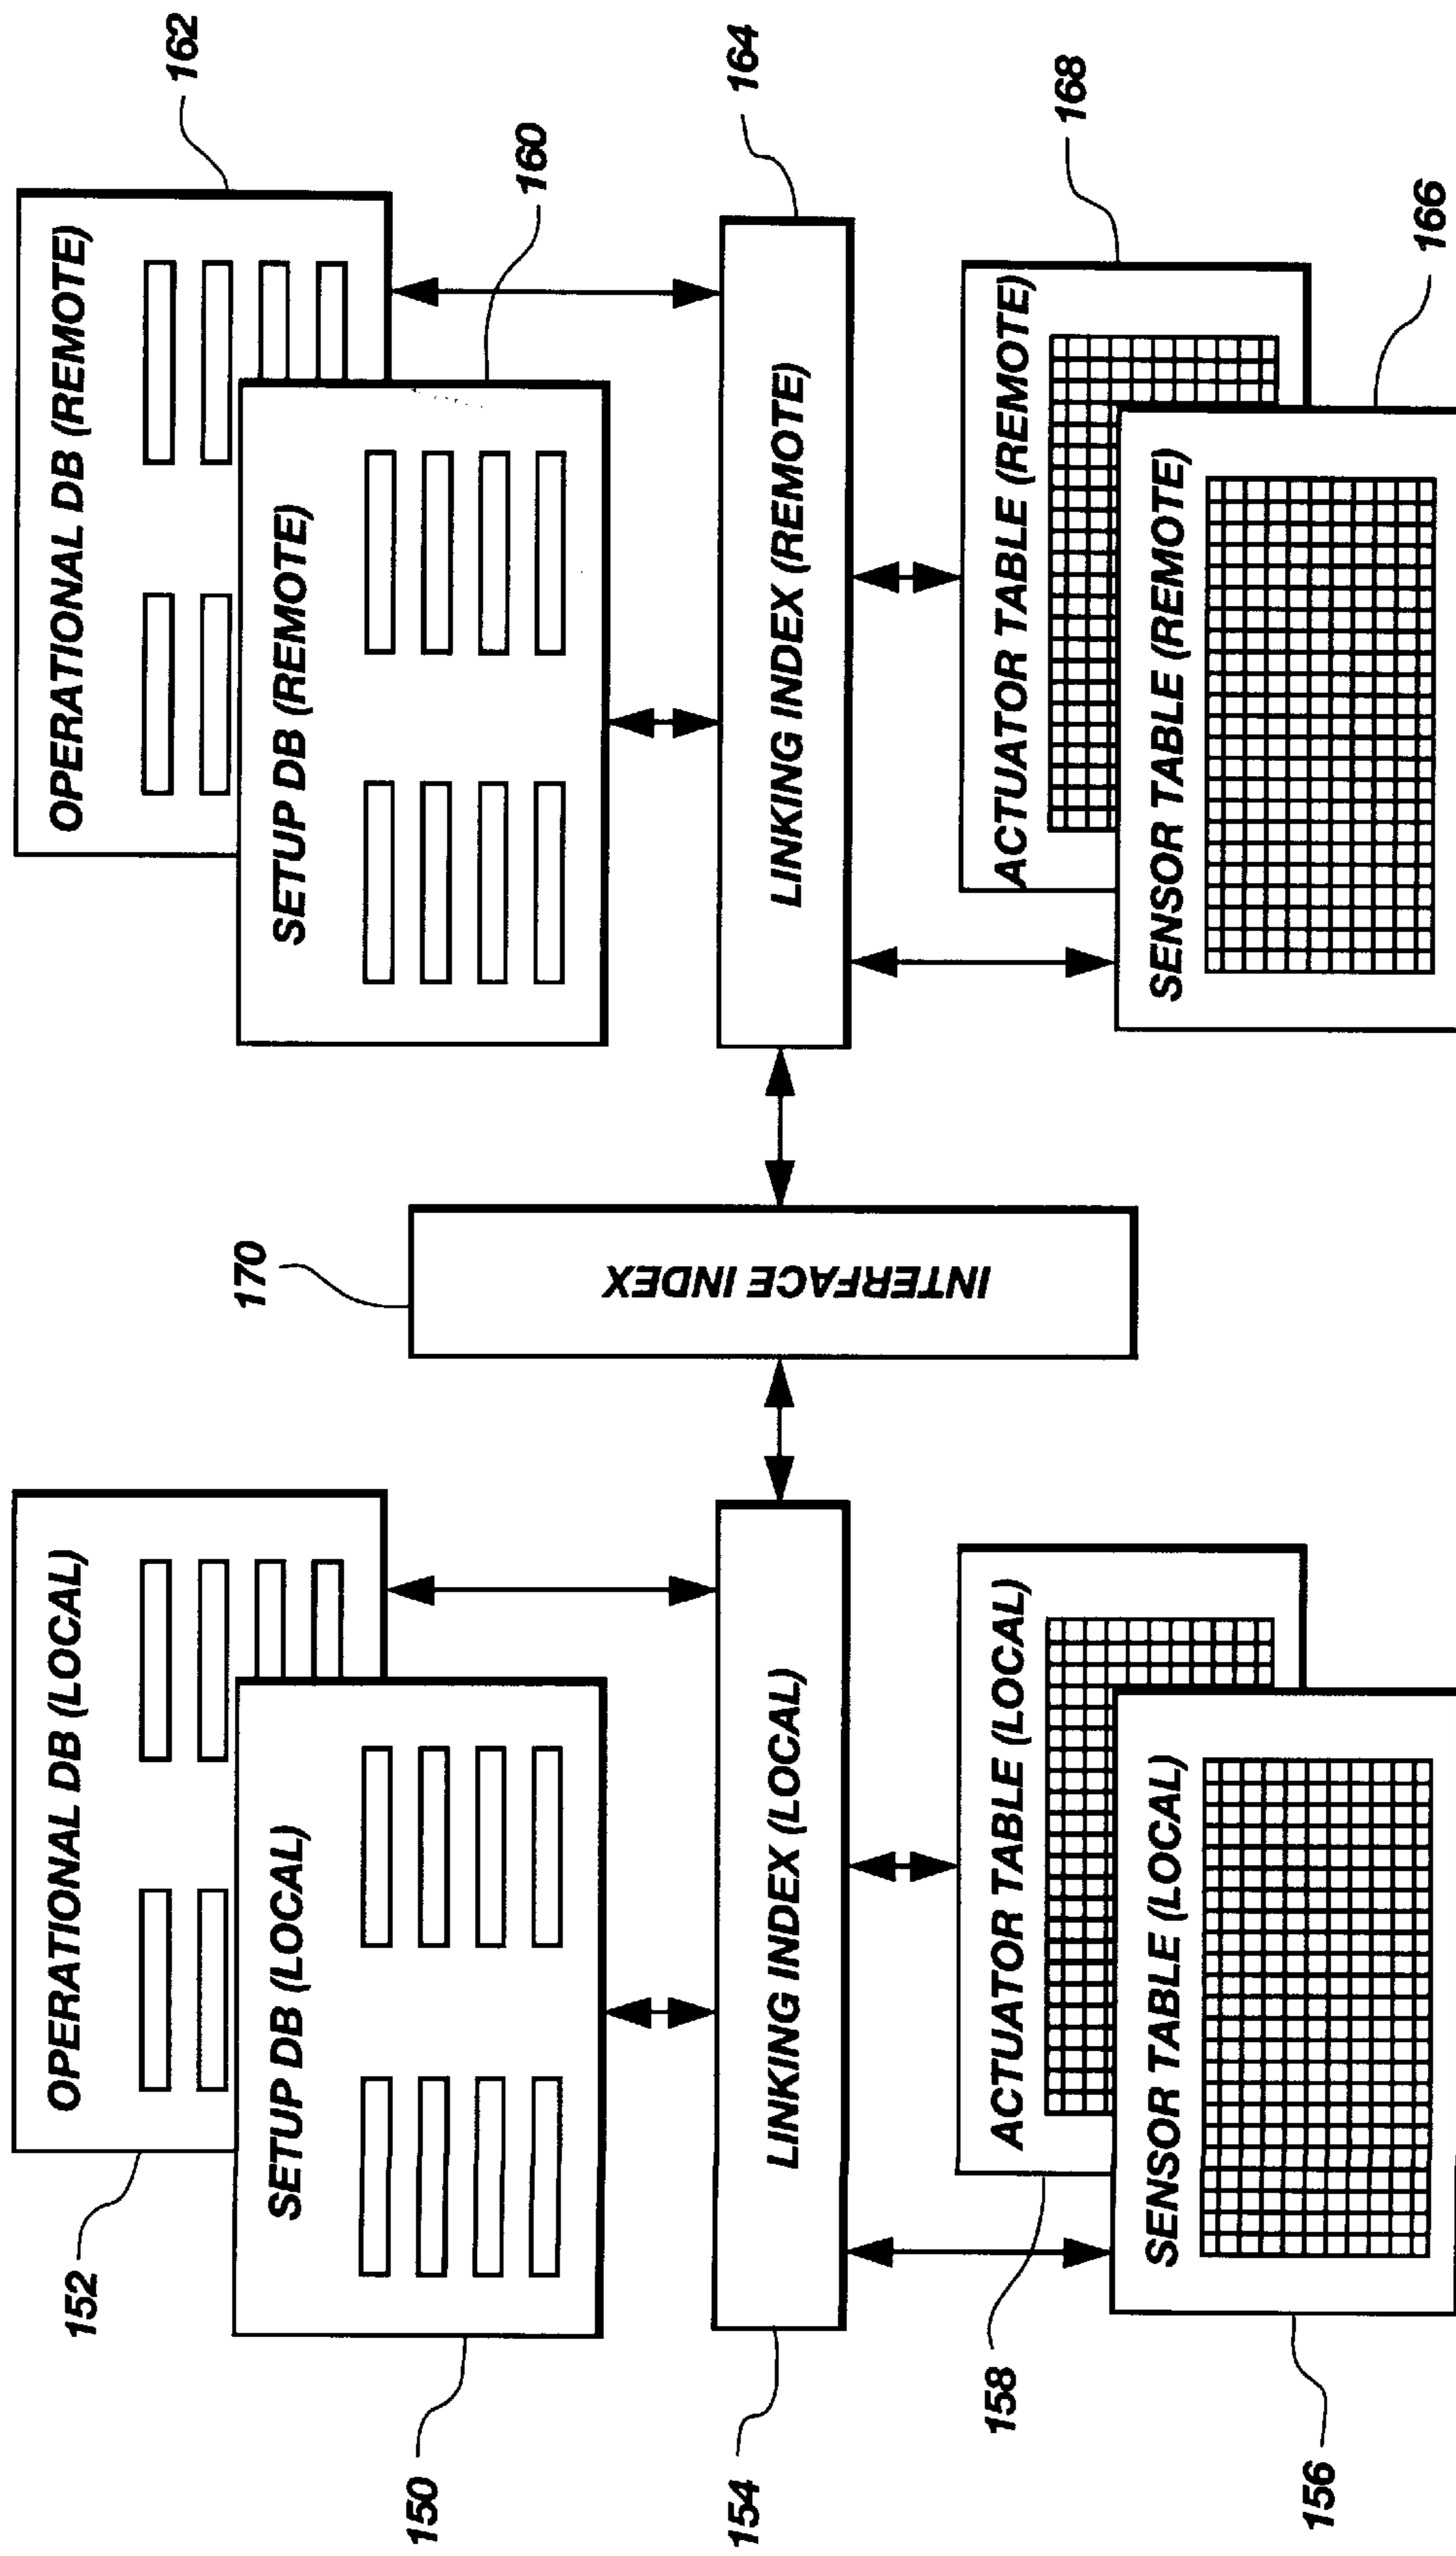 152
OPERATIONAL DB (LOCAL)
150
SETUP DB (LOCAL)
154
LINKING INDEX (LOCAL)
158
ACTUATOR TABLE (LOCAL)
156
SENSOR TABLE (LOCAL)
170
INTERFACE INDEX
OPERATIONAL DB (REMOTE)
162
SETUP DB (REMOTE)
160
LINKING INDEX (REMOTE)
164
ACTUATOR TABLE (REMOTE)
168
SENSOR TABLE (REMOTE)
166